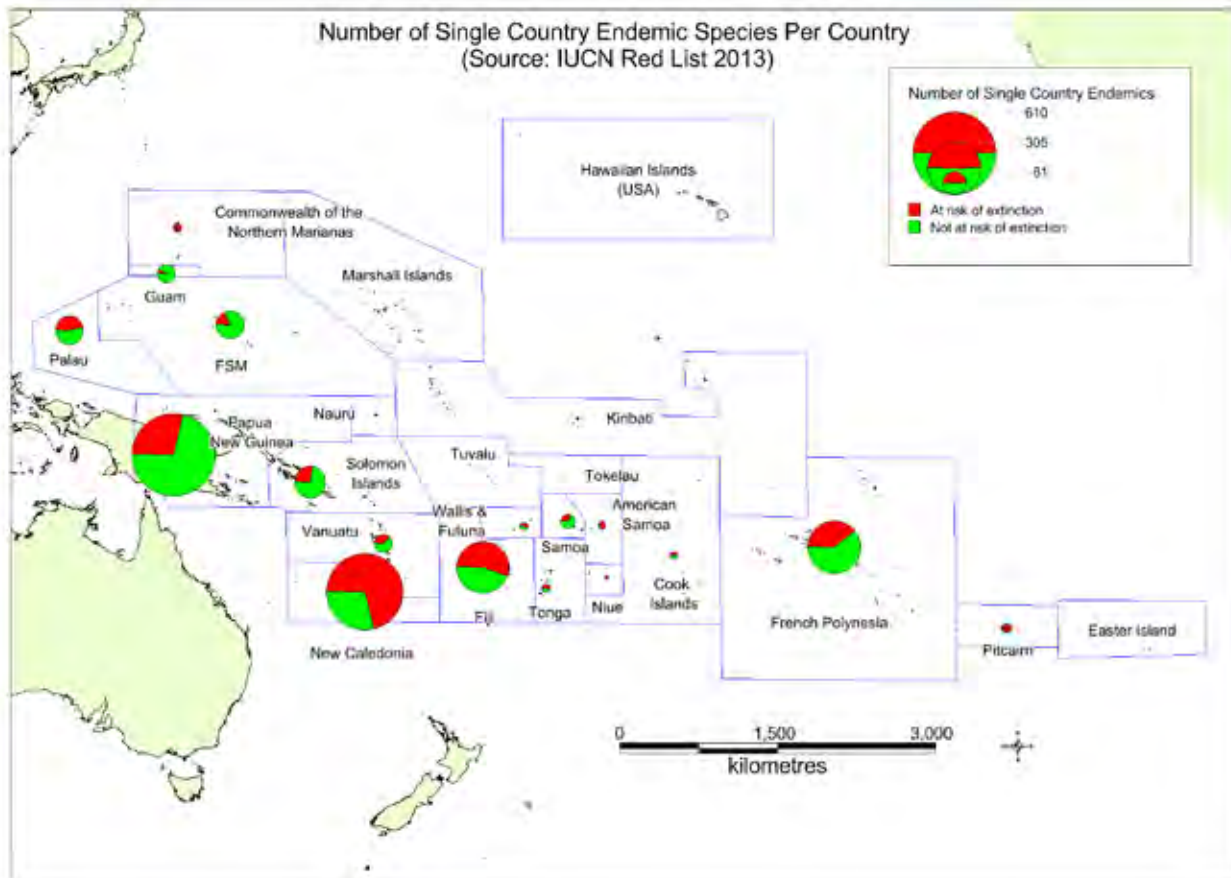 Number of Single Country Endemic Species Per Country
(Source: IUCN Red List 2013)
Number of Single Country Endemics
610
305
61
At risk of extinction
Not at risk of extinction
Hawaiian Islands
(USA)
Commonwealth of the
Northern Marianas
Marshall Islands
Guam
Palau
FSM
Nauru
Kiribati
Papua
New Guinea
Solomon
Islands
Tuvalu
Tokelau
Wallis &
Futuna
American
Samoa
Vanuatu
Samoa
Cook
Islands
Fiji
Tonga
Niue
French Polynesia
New Caledonia
Pitcairn
Easter Island
0
1,500
3,000
kilometres